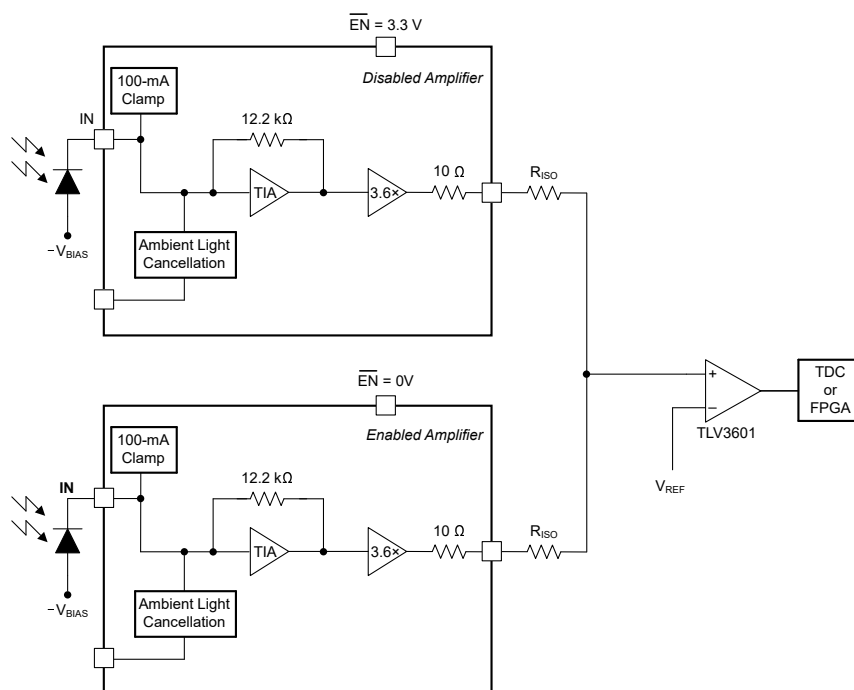 EN = 3.3 V
Disabled Amplifier
100-mA
Clamp
IN
12.2 kΩ
TIA
3.6×
10 Ω
RISO
Ambient Light
Cancellation
−VBIAS
EN = 0V
Enabled Amplifier
100-mA
Clamp
IN
12.2 kΩ
TIA
3.6×
10 Ω
RISO
Ambient Light
Cancellation
−VBIAS
+
−
TLV3601
VREF
TDC
or
FPGA